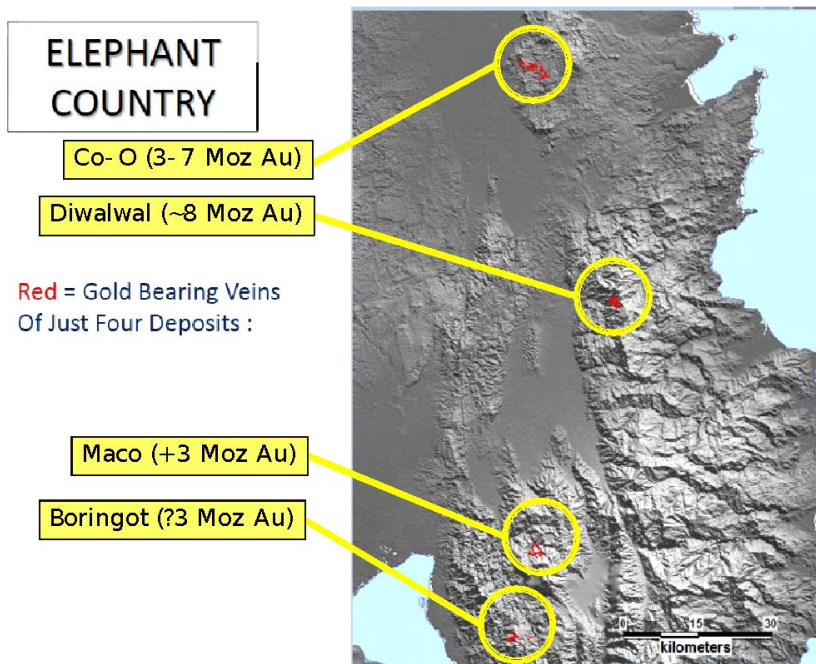 ELEPHANT
COUNTRY
Co-O (3-7 Moz Au)
Diwalwal (~8 Moz Au)
Red = Gold Bearing Veins
Of Just Four Deposits :
Maco (+3 Moz Au)
Boringot (?3 Moz Au)
0 15 30
kilometers